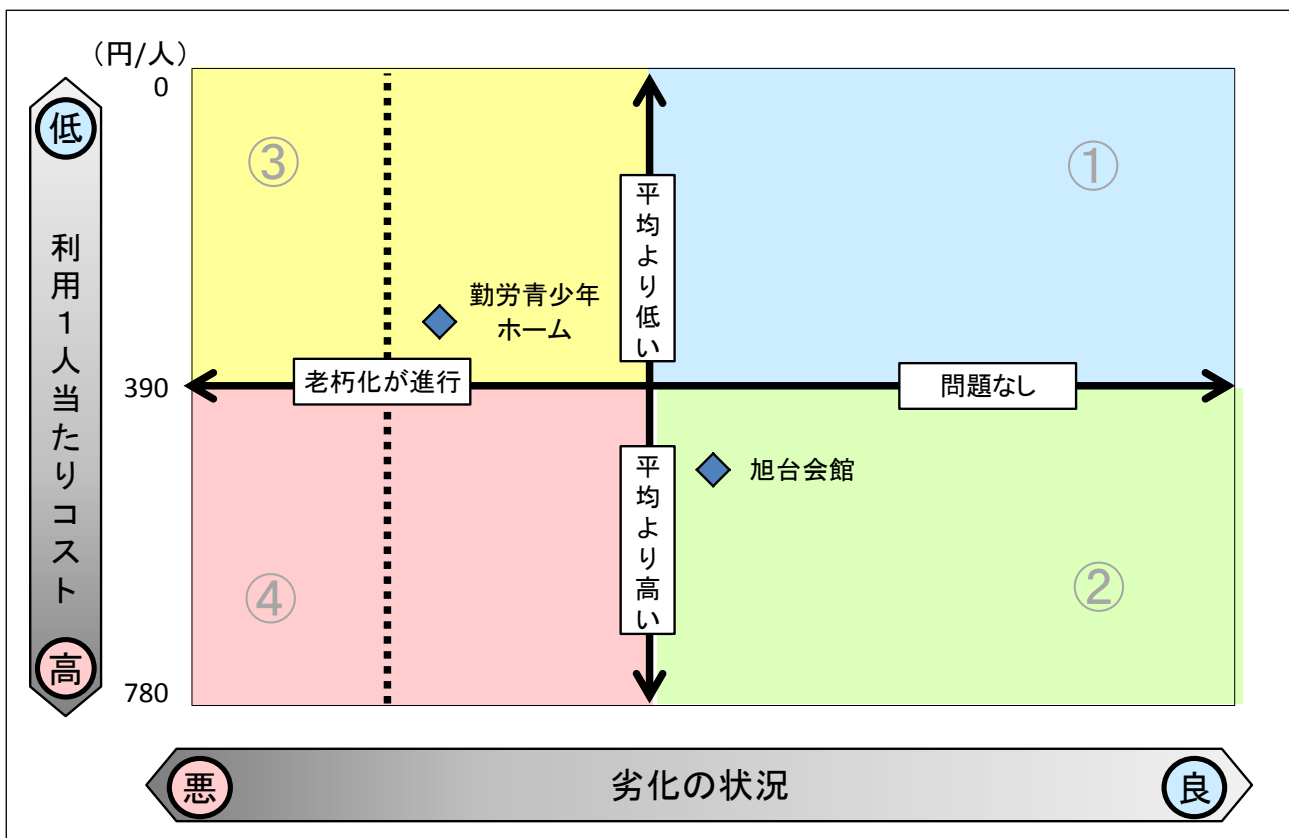 (円/人)
0
低
③
①
利用1人当たりコスト
平均より低い
勤労青少年
ホーム
390
老朽化が進行
問題なし
平均より高い
旭台会館
④
②
高
780
悪
劣化の状況
良